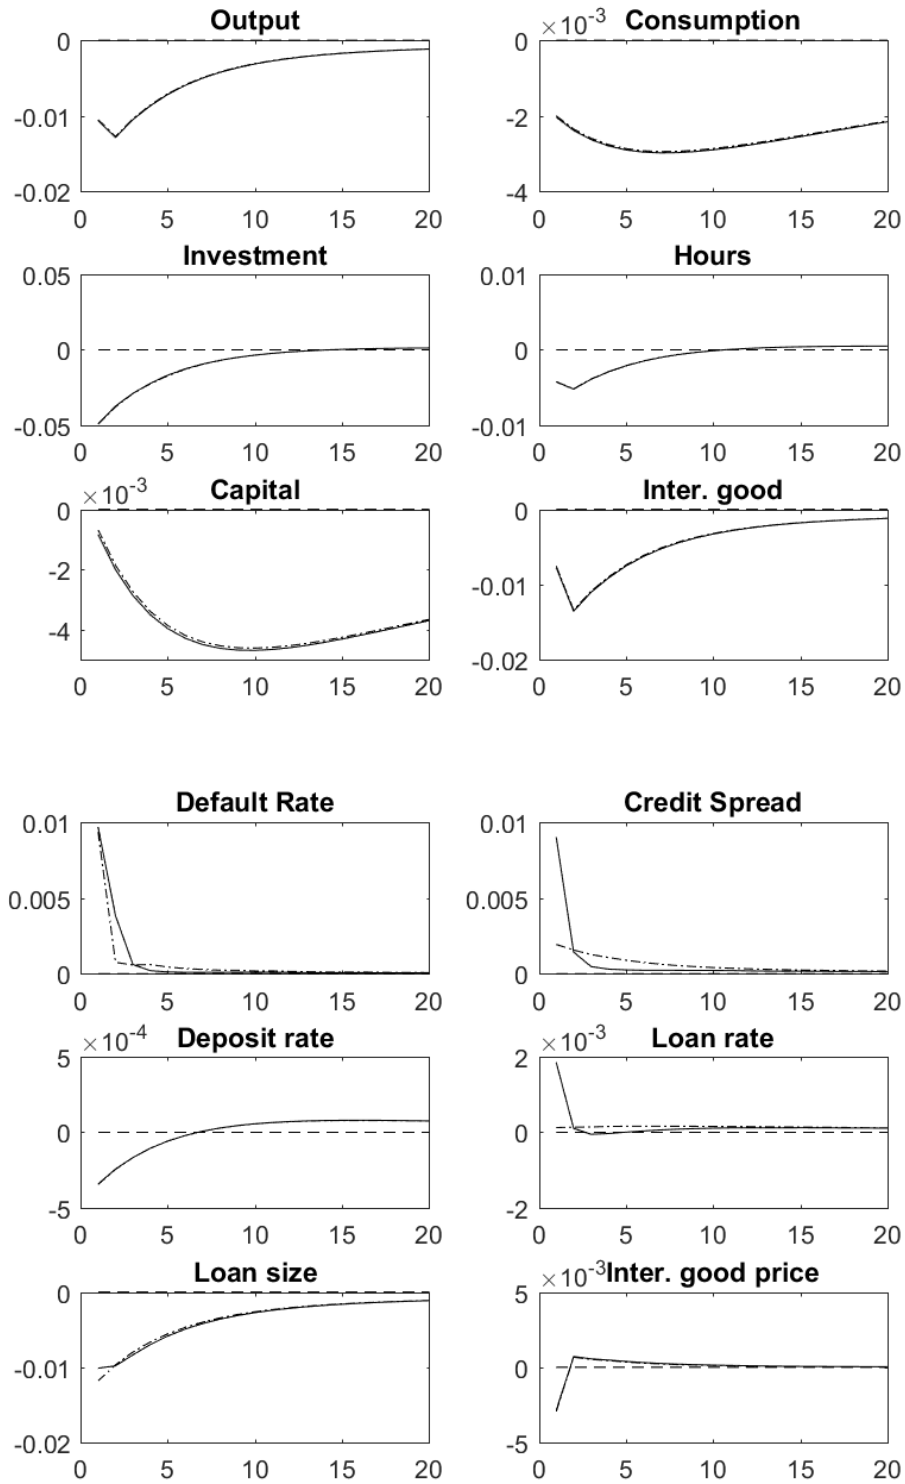 Output
0
-0.01
-0.02
0 5 10 15 20
×10-3 Consumption
0
-2
-4
0 5 10 15 20
Investment
0.05
0
-0.05
0 5 10 15 20
Hours
0.01
0
-0.01
0 5 10 15 20
×10-3 Capital
0
-2
-4
0 5 10 15 20
Inter. good
0
-0.01
-0.02
0 5 10 15 20
Default Rate
0.01
0.005
0
0 5 10 15 20
Credit Spread
0.01
0.005
0
0 5 10 15 20
×10-4 Deposit rate
5
0
-5
0 5 10 15 20
×10-3 Loan rate
2
0
-2
0 5 10 15 20
Loan size
0
-0.01
-0.02
0 5 10 15 20
×10-3 Inter. good price
5
0
-5
0 5 10 15 20